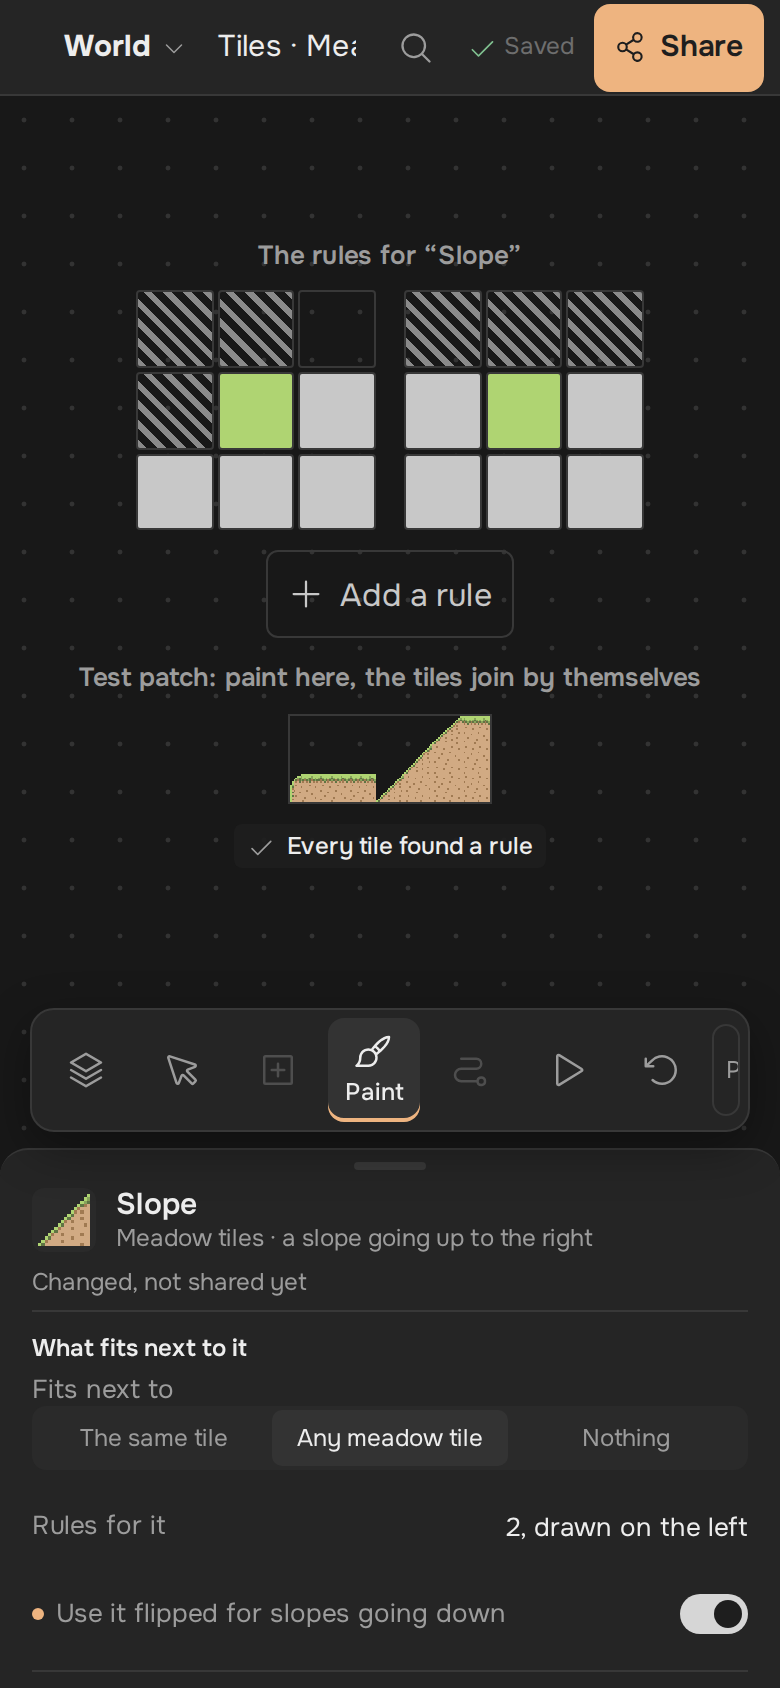 World
Tiles · Mea
Saved
Share
The rules for “Slope”
Add a rule
Test patch: paint here, the tiles join by themselves
Every tile found a rule
Paint
P
Slope
Meadow tiles · a slope going up to the right
Changed, not shared yet
What fits next to it
Fits next to
The same tile
Any meadow tile
Nothing
Rules for it
2, drawn on the left
Use it flipped for slopes going down